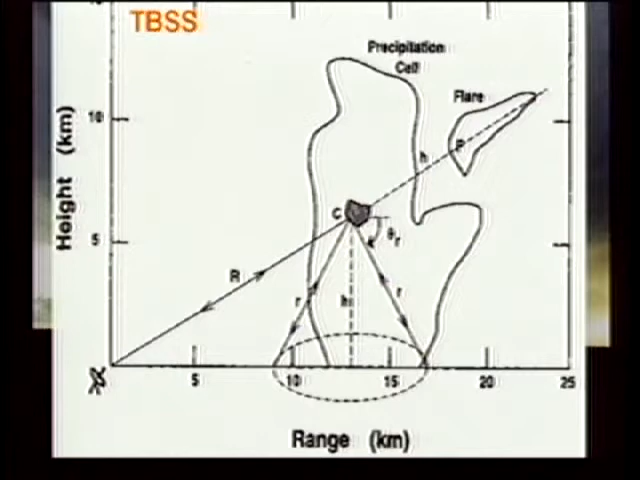 TBSS
Precipitation
Cell
Flare
10
Height (km)
P
h
C
θr
5
R
r
h
r
5
10
15
20
25
Range (km)